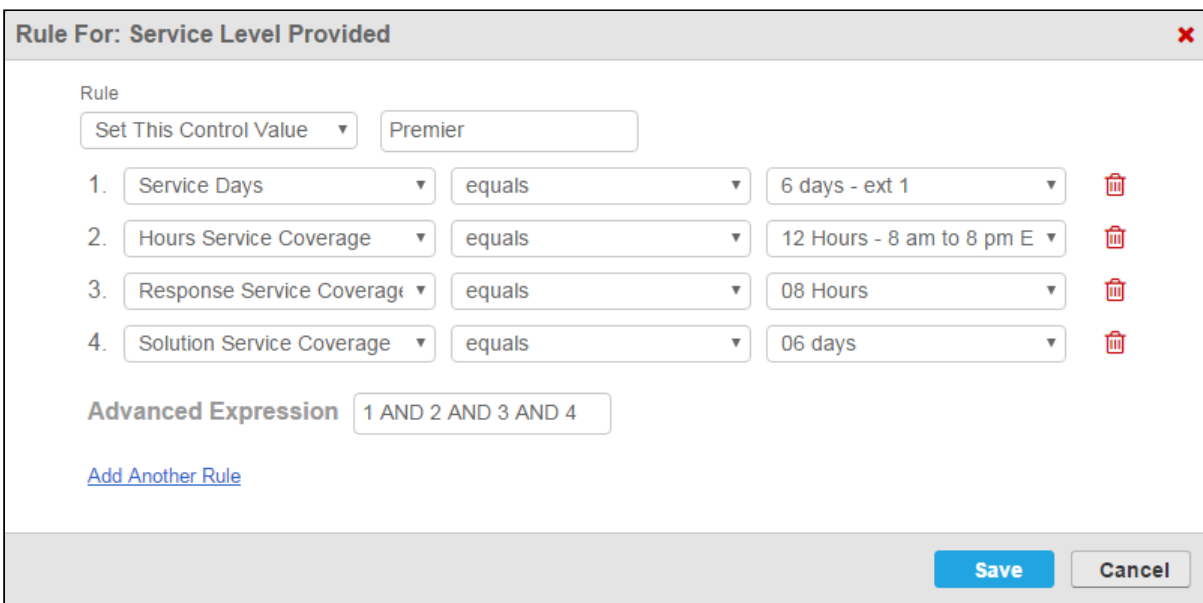 Rule For: Service Level Provided
Rule
Set This Control Value Premier
1. Service Days equals 6 days - ext 1
2. Hours Service Coverage equals 12 Hours - 8 am to 8 pm E
3. Response Service Coverage equals 08 Hours
4. Solution Service Coverage equals 06 days
Advanced Expression 1 AND 2 AND 3 AND 4
Add Another Rule
Save Cancel